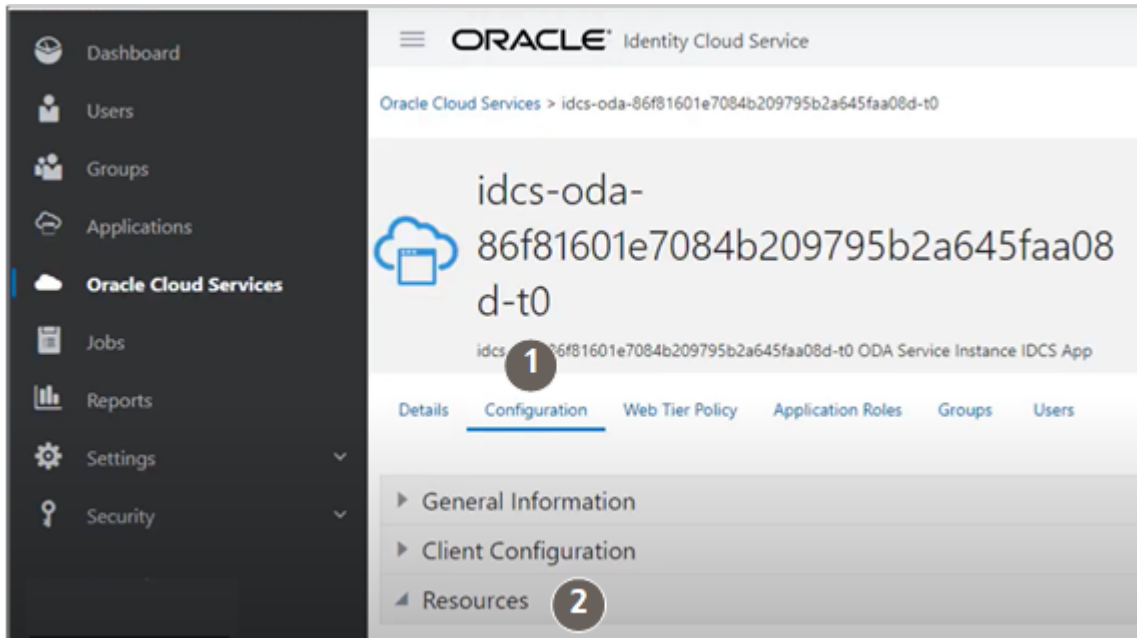 Dashboard
Users
Groups
Applications
Oracle Cloud Services
Jobs
Reports
Settings
Security
ORACLE Identity Cloud Service
Oracle Cloud Services > idcs-oda-86f81601e7084b209795b2a645faa08d-t0
idcs-oda-
86f81601e7084b209795b2a645faa08
d-t0
idcs 86f81601e7084b209795b2a645faa08d-t0 ODA Service Instance IDCS App
1
Details Configuration Web Tier Policy Application Roles Groups Users
General Information
Client Configuration
Resources 2